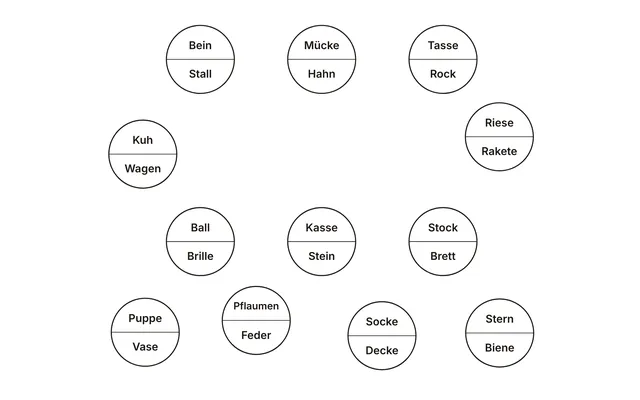 Bein
Stall
Mücke
Hahn
Tasse
Rock
Riese
Rakete
Kuh
Wagen
Ball
Brille
Kasse
Stein
Stock
Brett
Puppe
Vase
Pflaumen
Feder
Socke
Decke
Stern
Biene